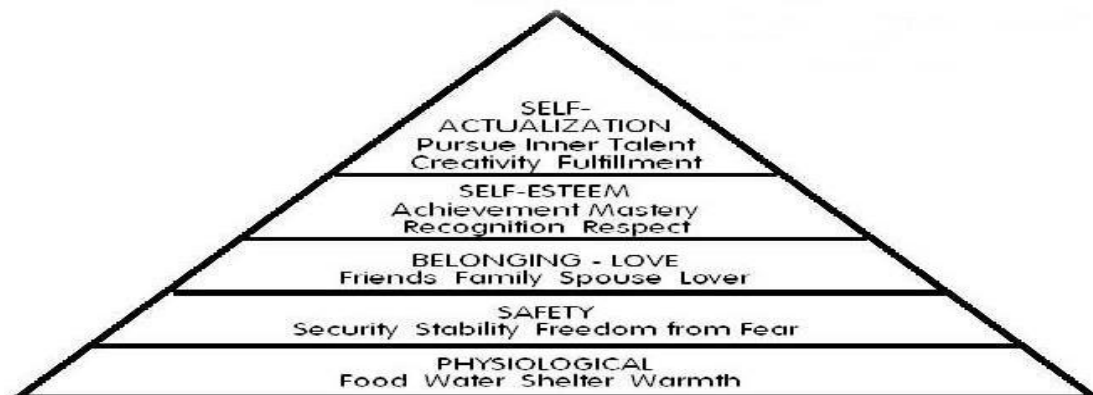 SELF-
ACTUALIZATION
Pursue Inner Talent
Creativity Fulfillment
SELF-ESTEEM
Achievement Mastery
Recognition Respect
BELONGING - LOVE
Friends Family Spouse Lover
SAFETY
Security Stability Freedom from Fear
PHYSIOLOGICAL
Food Water Shelter Warmth